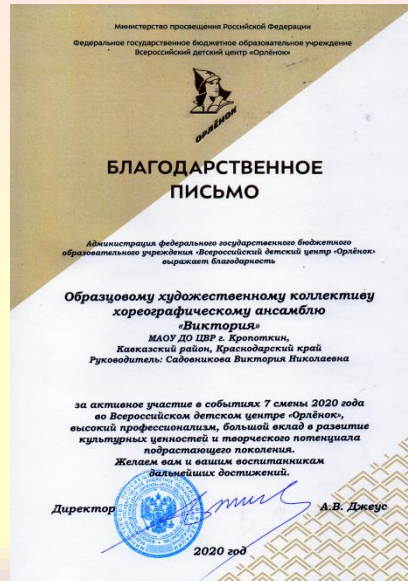 Министерство просвещения Российской Федерации
Федеральное государственное бюджетное образовательное учреждение
Всероссийский детский центр «Орлёнок»
ОРЛЁНОК
БЛАГОДАРСТВЕННОЕ
ПИСЬМО
Администрация федерального государственного бюджетного
образовательного учреждения «Всероссийский детский центр «Орлёнок»
выражает благодарность
Образцовому художественному коллективу
хореографическому ансамблю
«Виктория»
МАОУ ДО ЦВР г. Кропоткин,
Кавказский район, Краснодарский край
Руководитель: Садовникова Виктория Николаевна
за активное участие в событиях 7 смены 2020 года
во Всероссийском детском центре «Орлёнок»,
высокий профессионализм, большой вклад в развитие
культурных ценностей и творческого потенциала
подрастающего поколения.
Желаем вам и вашим воспитанникам
дальнейших достижений.
Директор А.В. Джеус
2020 год